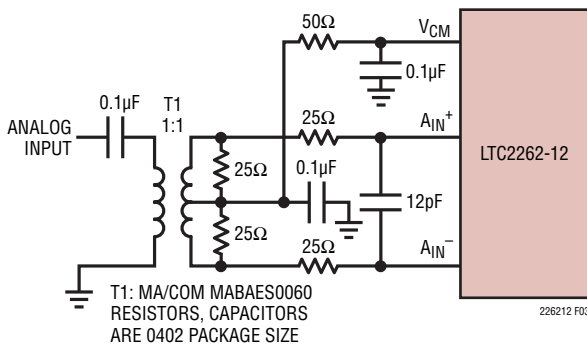 50Ω
VCM
0.1µF
0.1µF
T1
1:1
25Ω
AIN+
ANALOG
INPUT
LTC2262-12
25Ω
0.1µF
12pF
25Ω
25Ω
AIN–
T1: MA/COM MABAES0060
RESISTORS, CAPACITORS
ARE 0402 PACKAGE SIZE
226212 F03